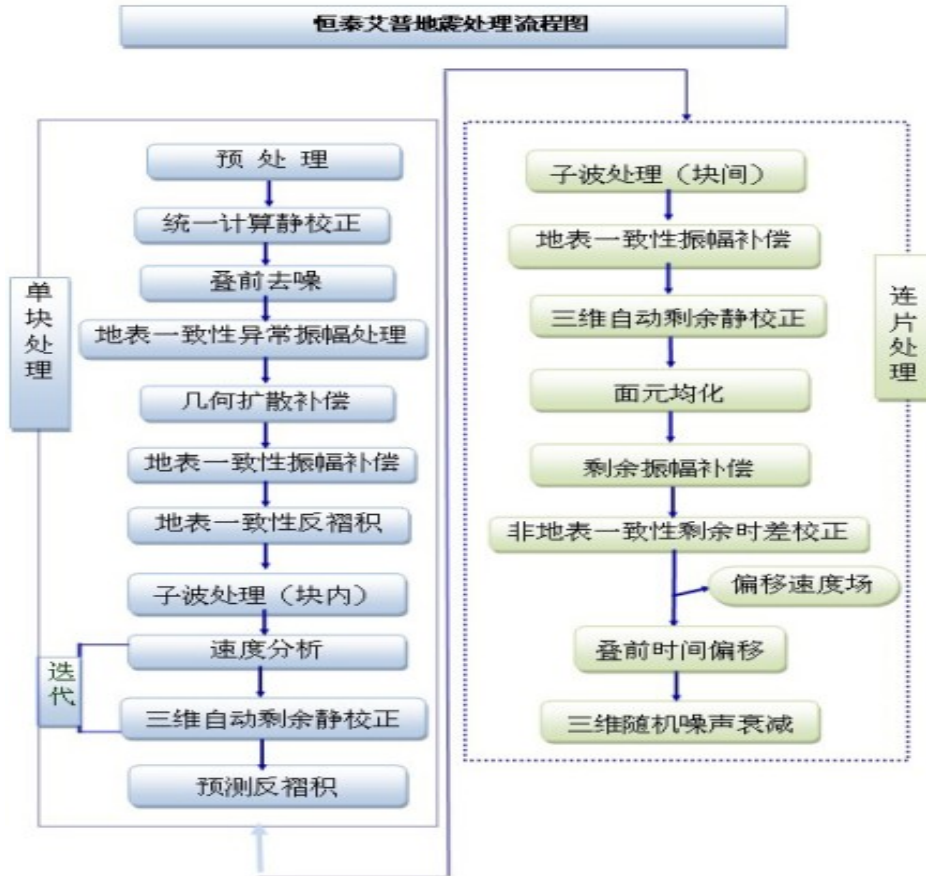 恒泰艾普地震处理流程图
单块处理
预处理
统一计算静校正
叠前去噪
地表一致性异常振幅处理
几何扩散补偿
地表一致性振幅补偿
地表一致性反褶积
子波处理（块内）
速度分析
迭代
三维自动剩余静校正
预测反褶积
子波处理（块间）
地表一致性振幅补偿
三维自动剩余静校正
面元均化
剩余振幅补偿
非地表一致性剩余时差校正
偏移速度场
叠前时间偏移
三维随机噪声衰减
连片处理